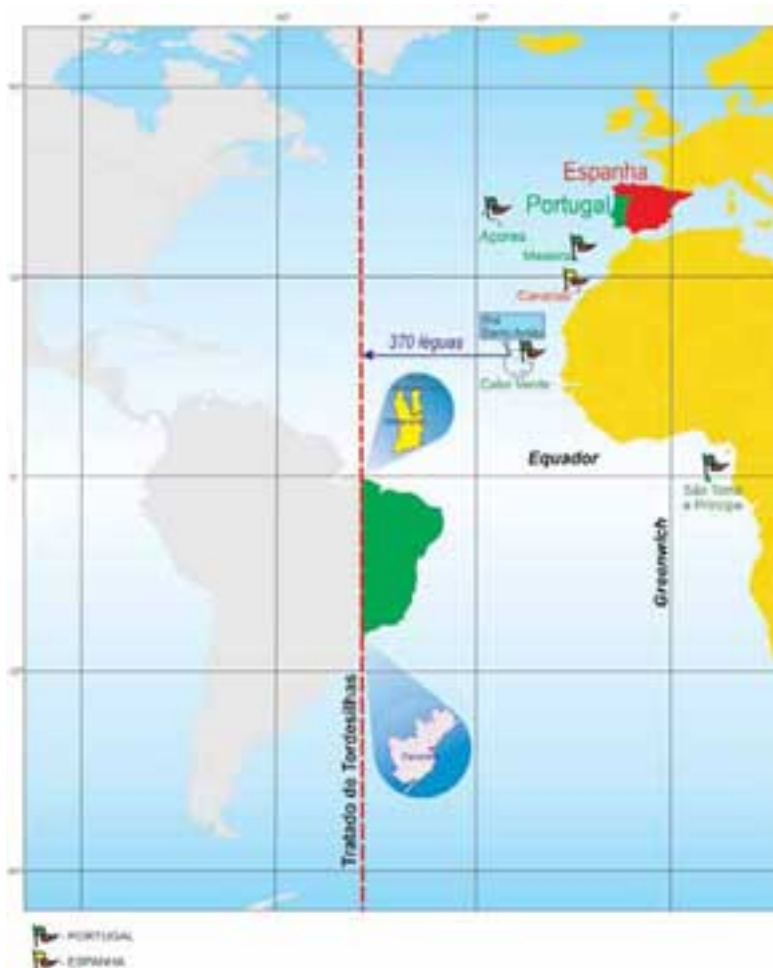 Espanha
Portugal
Açores
Madeira
Canárias
Ilha
Santo Antão
370 léguas
Cabo Verde
Equador
São Tomé
e Príncipe
Greenwich
Tratado de Tordesilhas
- PORTUGAL
- ESPANHA